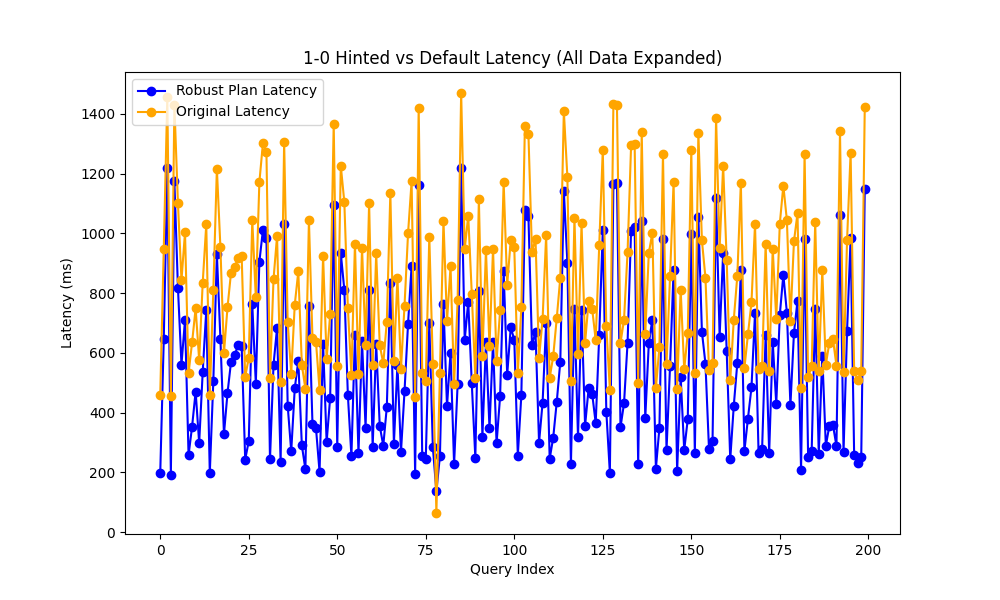 1-0 Hinted vs Default Latency (All Data Expanded)
Robust Plan Latency
Original Latency
Latency (ms)
1400
1200
1000
800
600
400
200
0
0 25 50 75 100 125 150 175 200
Query Index